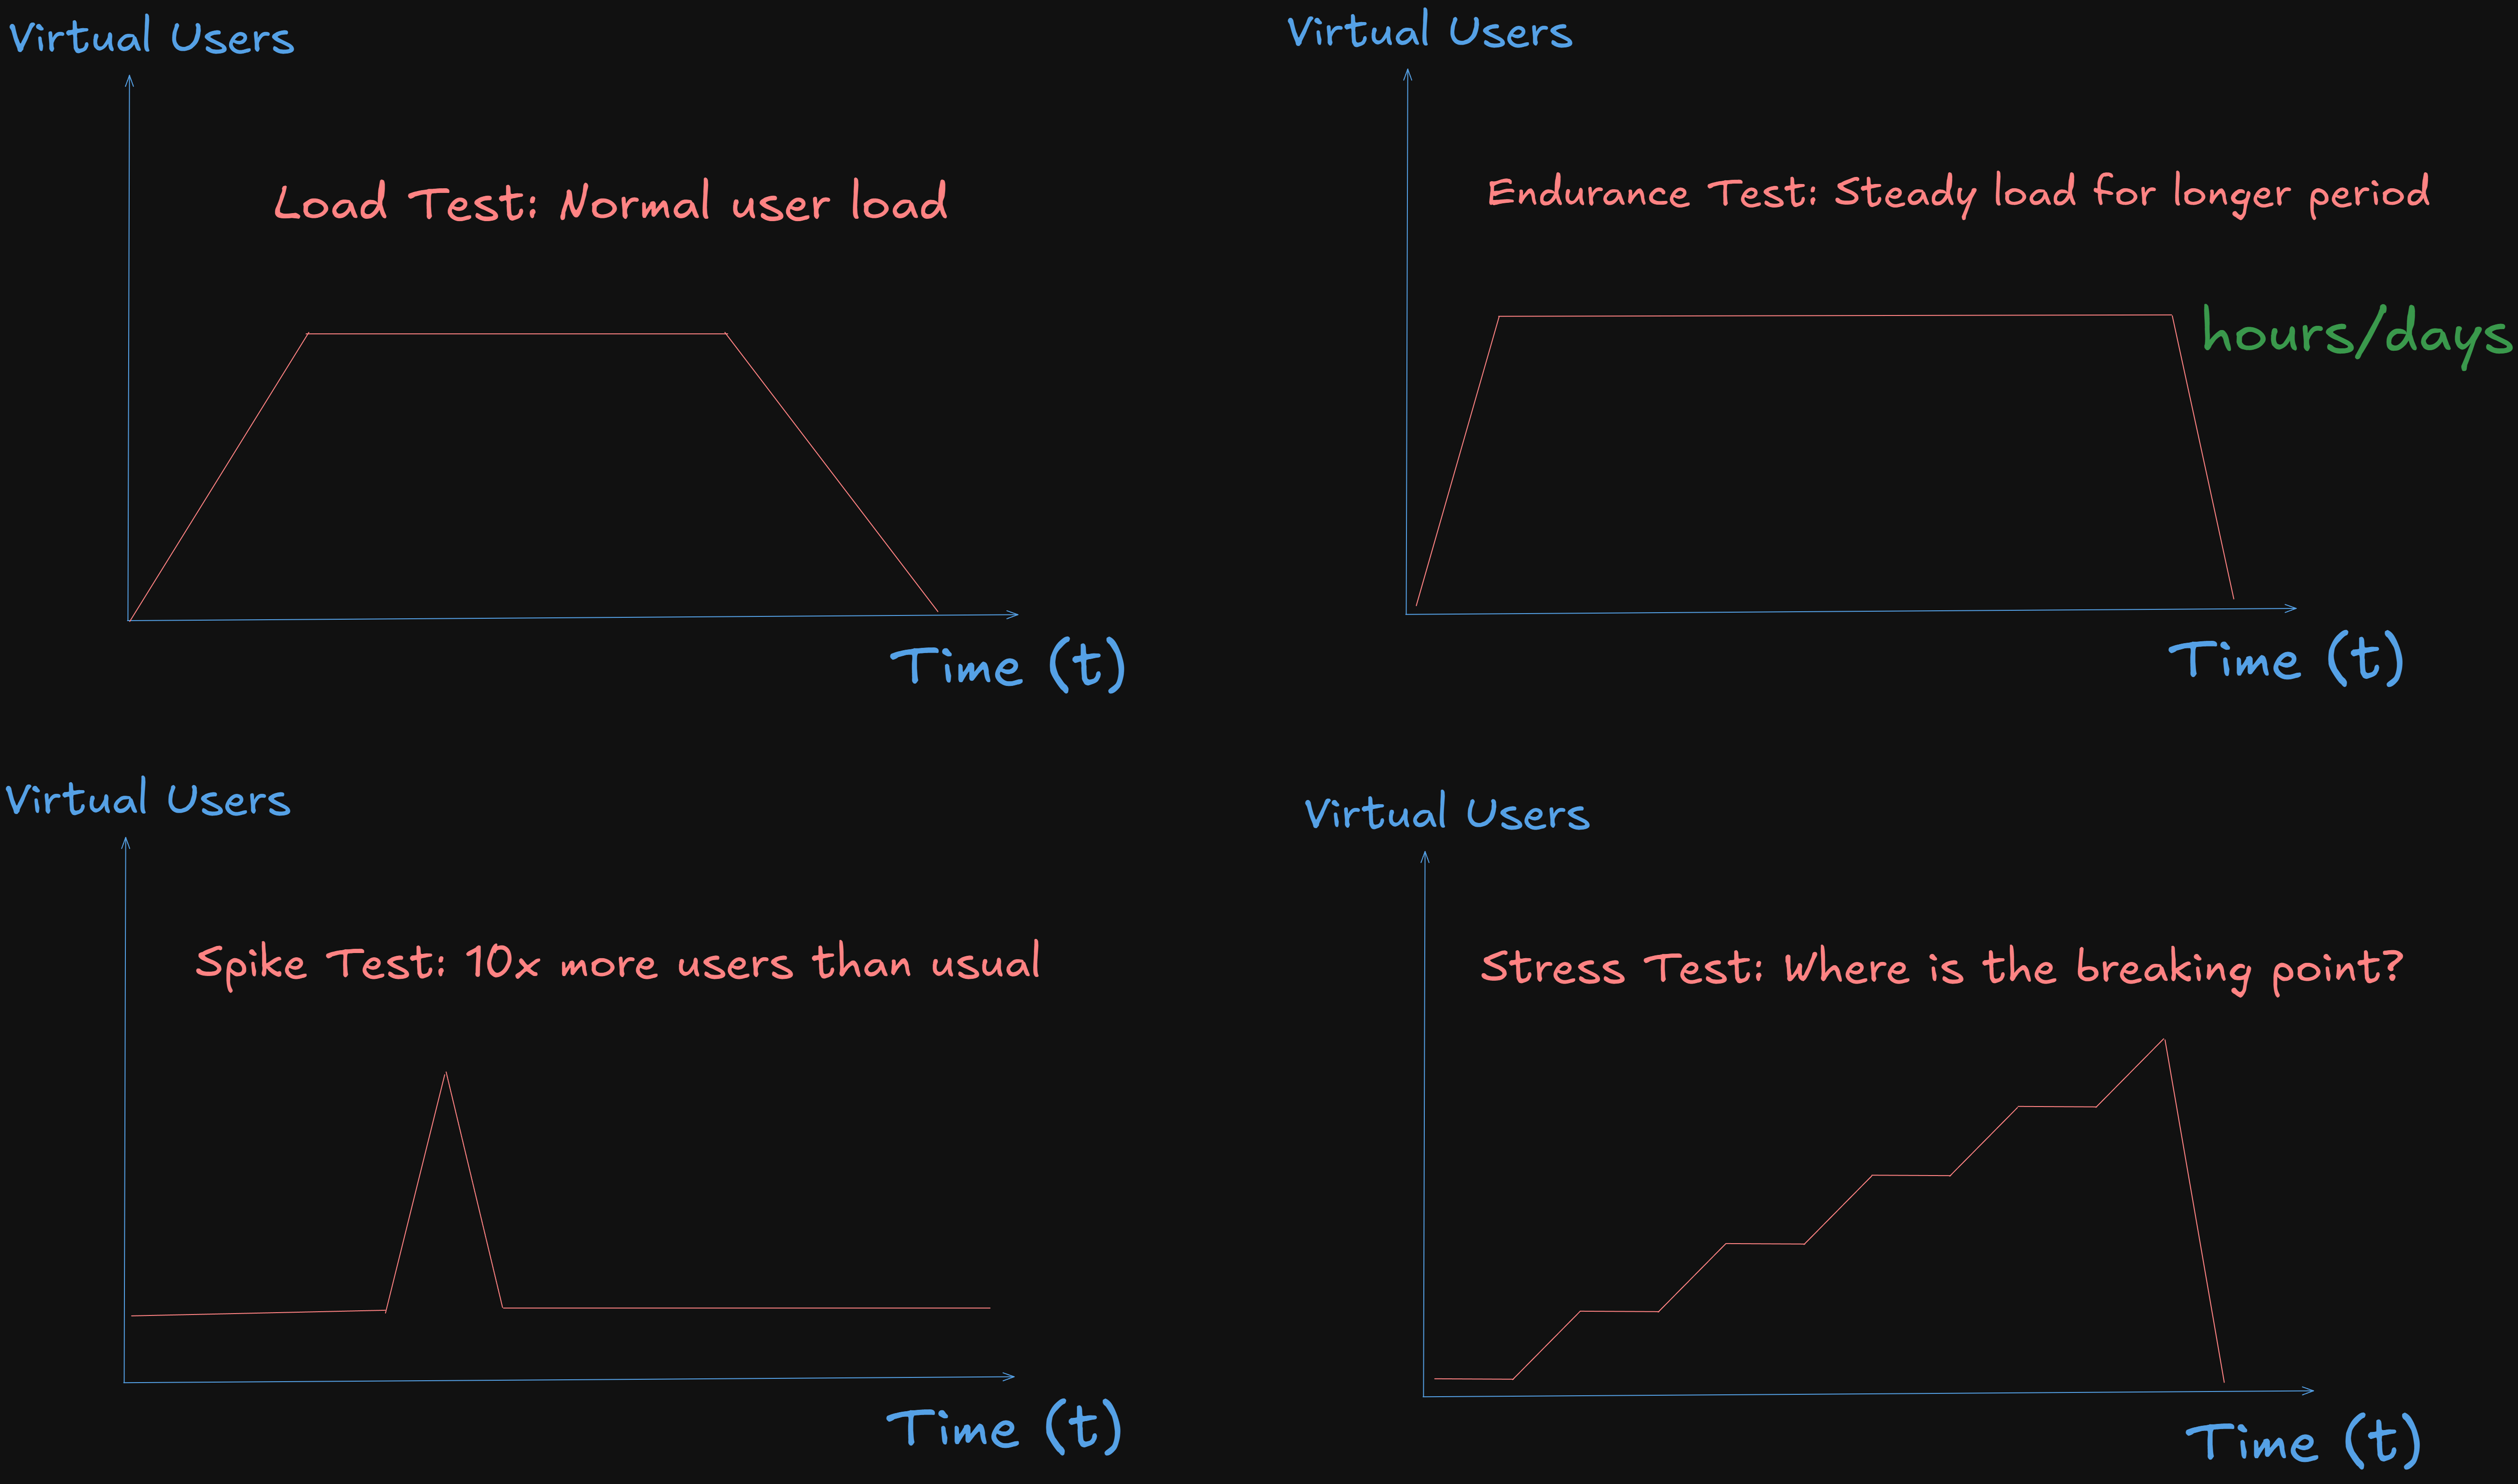 Virtual Users
Load Test: Normal user load
Time (t)
Virtual Users
Endurance Test: Steady load for longer period
hours/days
Time (t)
Virtual Users
Spike Test: 10x more users than usual
Time (t)
Virtual Users
Stress Test: Where is the breaking point?
Time (t)